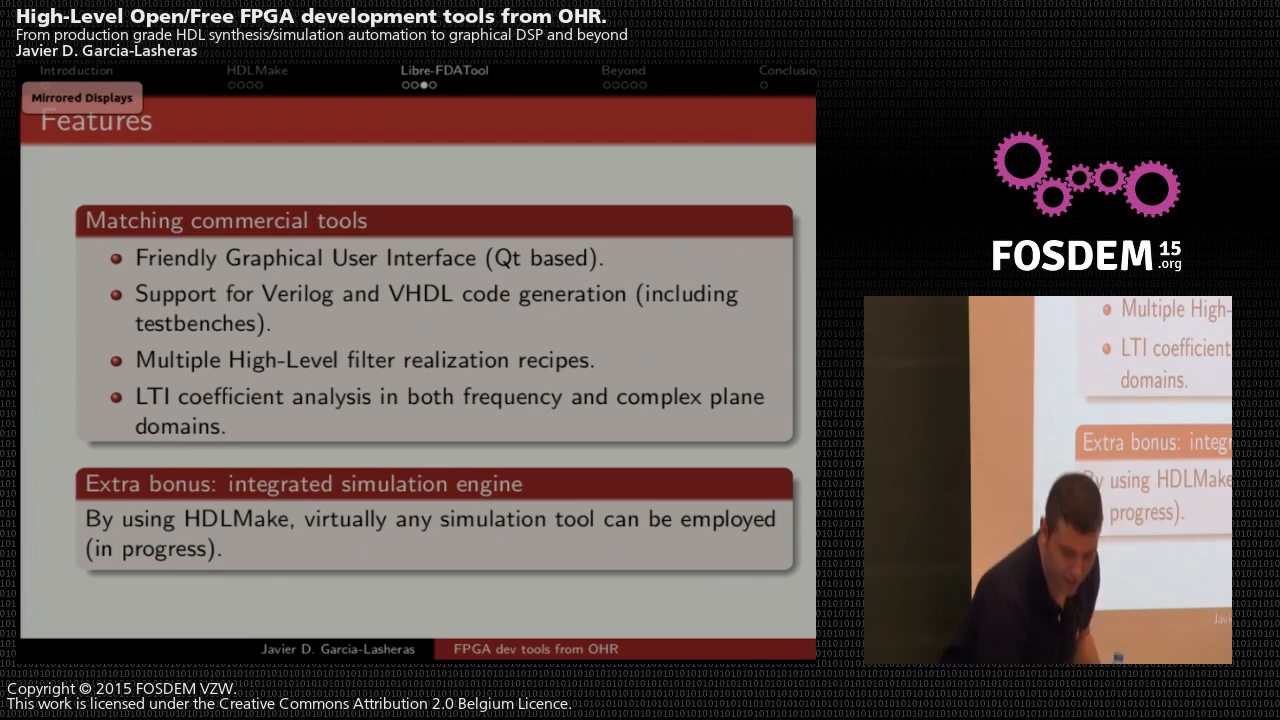 High-Level Open/Free FPGA development tools from OHR.
From production grade HDL synthesis/simulation automation to graphical DSP and beyond
Javier D. Garcia-Lasheras
Introduction HDLMake Libre-FDATool Beyond Conclusio
Mirrored Displays
Features
Matching commercial tools
Friendly Graphical User Interface (Qt based).
Support for Verilog and VHDL code generation (including
testbenches).
Multiple High-Level filter realization recipes.
LTI coefficient analysis in both frequency and complex plane
domains.
Extra bonus: integrated simulation engine
By using HDLMake, virtually any simulation tool can be employed
(in progress).
Javier D. Garcia-Lasheras FPGA dev tools from OHR
FOSDEM 15
.org
Multiple High-
LTI coefficient
domains.
Extra bonus: integr
By using HDLMake
progress).
Javi
Copyright © 2015 FOSDEM VZW.
This work is licensed under the Creative Commons Attribution 2.0 Belgium Licence.